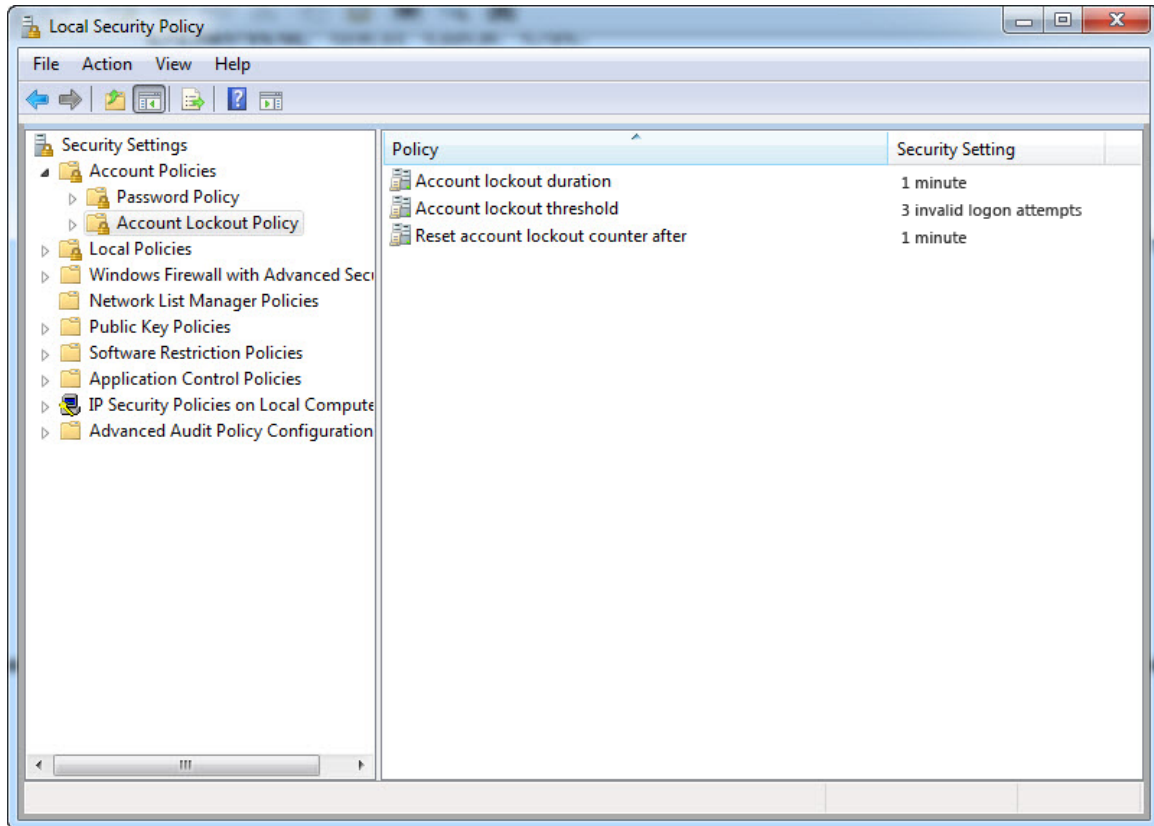 Local Security Policy
File Action View Help
Security Settings
Account Policies
Password Policy
Account Lockout Policy
Local Policies
Windows Firewall with Advanced Secu
Network List Manager Policies
Public Key Policies
Software Restriction Policies
Application Control Policies
IP Security Policies on Local Compute
Advanced Audit Policy Configuration
Policy Security Setting
Account lockout duration 1 minute
Account lockout threshold 3 invalid logon attempts
Reset account lockout counter after 1 minute